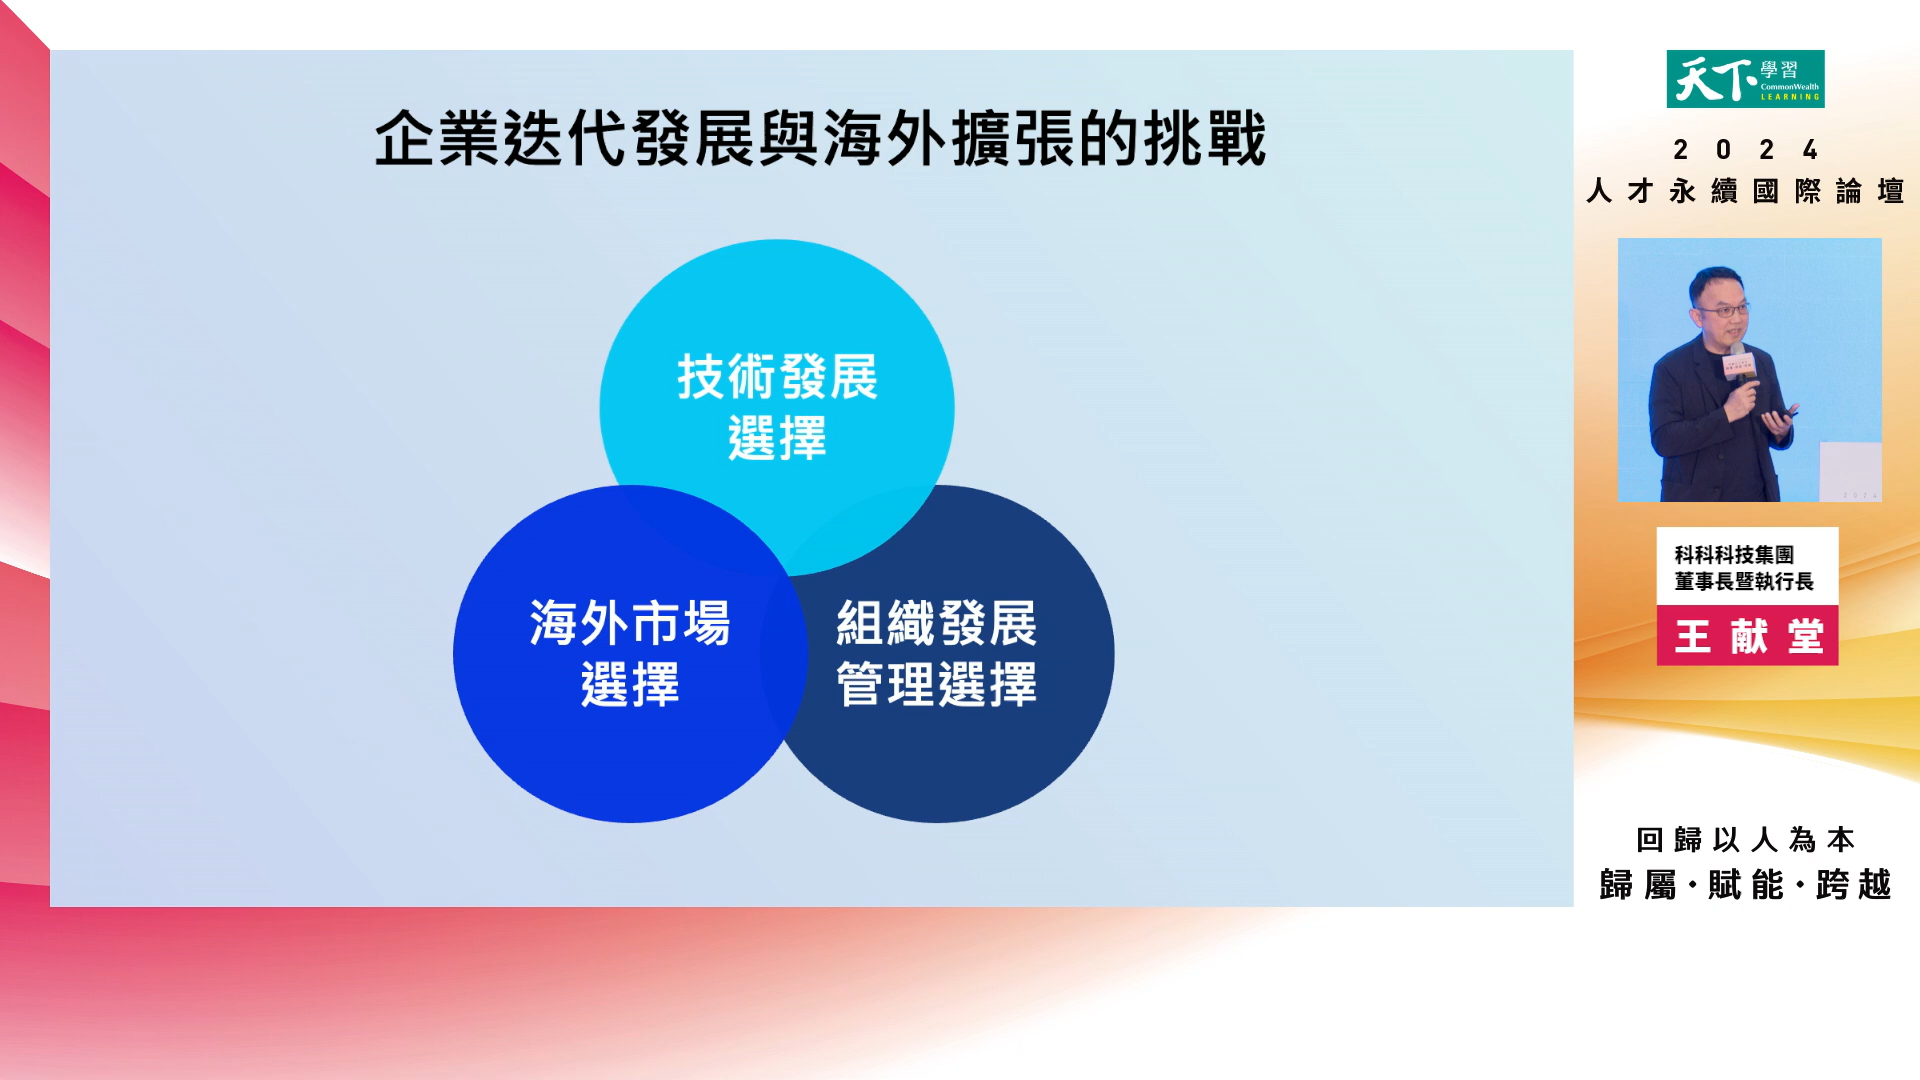 企業迭代發展與海外擴張的挑戰
技術發展
選擇
海外市場
選擇
組織發展
管理選擇
天下學習
CommonWealth
LEARNING
2024
人才永續國際論壇
2024
科科科技集團
董事長暨執行長
王献堂
回歸以人為本
歸屬·賦能·跨越